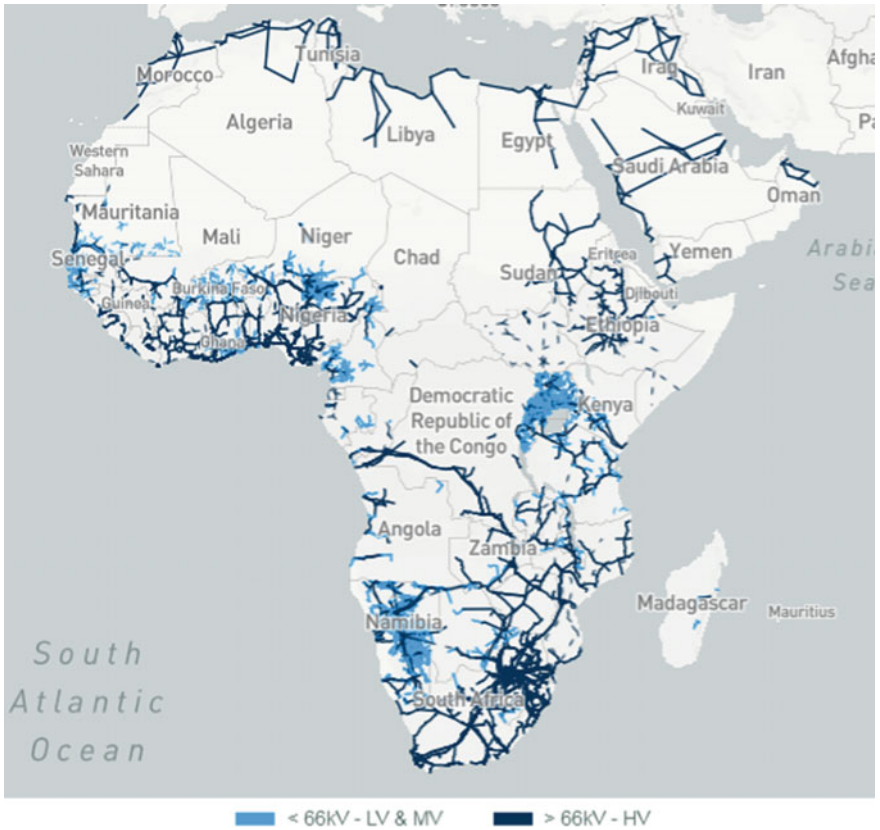 Tunisia
Morocco
Iraq
Iran
Afgha
Algeria
Libya
Egypt
Kuwait
Pa
Western
Sahara
Saudi Arabia
Oman
Mauritania
Mali
Niger
Chad
Sudan
Eritrea
Yemen
Arabia
Sea
Senegal
Burkina Faso
Guinea
Nigeria
Djibouti
Ethiopia
Ghana
Democratic
Republic of
the Congo
Kenya
Angola
Zambia
Madagascar
Mauritius
Namibia
South
Atlantic
Ocean
South Africa
< 66kV - LV & MV
> 66kV - HV